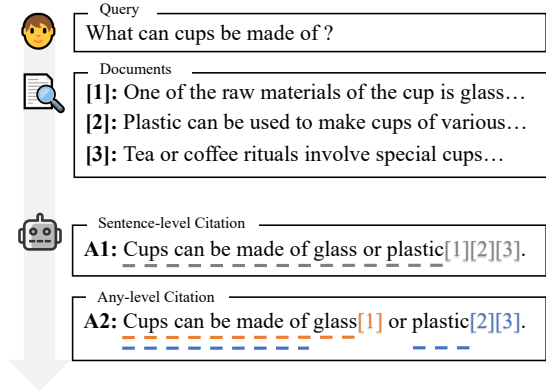 Query
What can cups be made of ?
Documents
[1]: One of the raw materials of the cup is glass…
[2]: Plastic can be used to make cups of various…
[3]: Tea or coffee rituals involve special cups…
Sentence-level Citation
A1: Cups can be made of glass or plastic[1][2][3].
Any-level Citation
A2: Cups can be made of glass[1] or plastic[2][3].